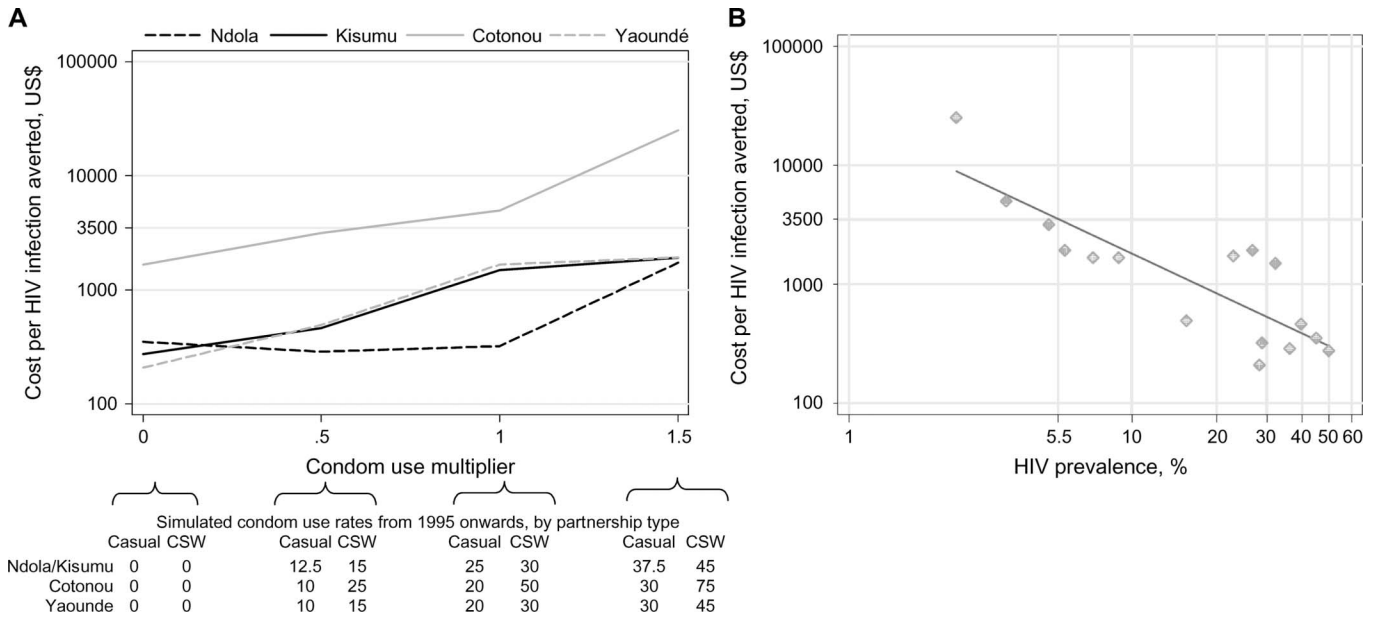 A
Ndola Kisumu Cotonou Yaoundé
Cost per HIV infection averted, US$
100000
10000
3500
1000
100
0 .5 1 1.5
Condom use multiplier
Simulated condom use rates from 1995 onwards, by partnership type
Casual CSW Casual CSW Casual CSW Casual CSW
Ndola/Kisumu 0 0 12.5 15 25 30 37.5 45
Cotonou 0 0 10 25 20 50 30 75
Yaounde 0 0 10 15 20 30 30 45
B
Cost per HIV infection averted, US$
100000
10000
3500
1000
100
1 5.5 10 20 30 40 50 60
HIV prevalence, %